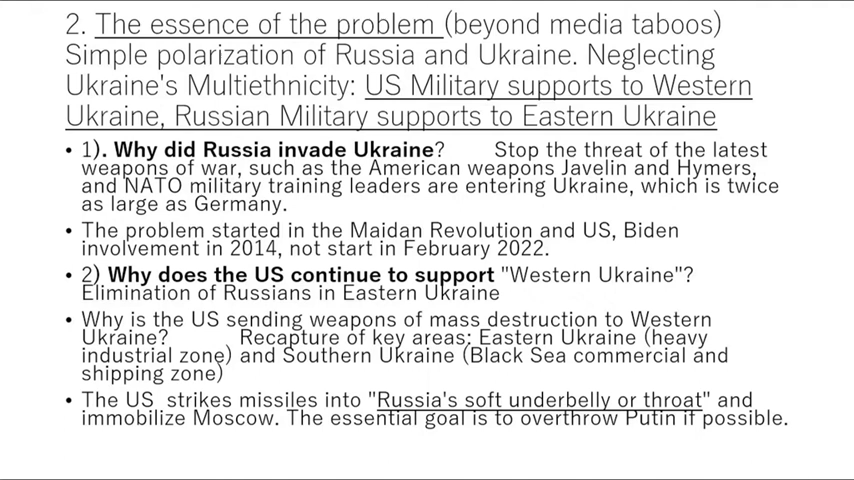 2. The essence of the problem (beyond media taboos)
Simple polarization of Russia and Ukraine. Neglecting
Ukraine's Multiethnicity: US Military supports to Western
Ukraine, Russian Military supports to Eastern Ukraine
• 1). Why did Russia invade Ukraine? Stop the threat of the latest
weapons of war, such as the American weapons Javelin and Hymers,
and NATO military training leaders are entering Ukraine, which is twice
as large as Germany.
• The problem started in the Maidan Revolution and US, Biden
involvement in 2014, not start in February 2022.
• 2) Why does the US continue to support "Western Ukraine"?
Elimination of Russians in Eastern Ukraine
• Why is the US sending weapons of mass destruction to Western
Ukraine? Recapture of key areas: Eastern Ukraine (heavy
industrial zone) and Southern Ukraine (Black Sea commercial and
shipping zone)
• The US strikes missiles into "Russia's soft underbelly or throat" and
immobilize Moscow. The essential goal is to overthrow Putin if possible.